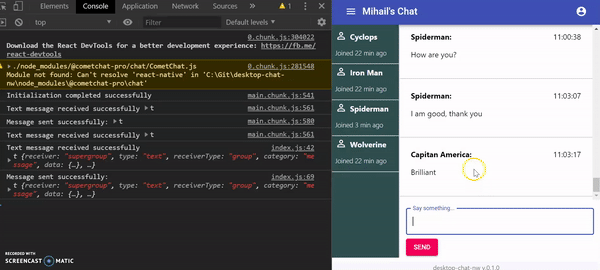 Elements Console
1
top
Filter
Default levels
0.chunk.js:304022
Download the React DevTools for a better development experience: https://fb.me/
react-devtools
./node_modules/@cometchat-pro/chat/CometChat.js 0.chunk.js:281548
Module not found: Can't resolve 'react-native' in 'C:\Git\desktop-chat-
nw\node_modules\@cometchat-pro\chat'
Initialization completed successfully main.chunk.js:541
Text message received successfully t main.chunk.js:561
Message sent successfully: t main.chunk.js:580
Text message received successfully t main.chunk.js:561
Text message received successfully index.js:42
t {receiver: "supergroup", type: "text", receiverType: "group", category: "me
ssage", data: {…}, …}
Message sent successfully: index.js:69
t {receiver: "supergroup", type: "text", receiverType: "group", category: "me
ssage", data: {…}, …}
RECORDED WITH
SCREENCAST MATIC
Mihail's Chat
Cyclops
Joined 22 min ago
Iron Man
Joined 22 min ago
Spiderman
Joined 3 min ago
Wolverine
Joined 22 min ago
Spiderman: 11:00:38
How are you?
Spiderman: 11:03:07
I am good, thank you
Capitan America: 11:03:17
Brilliant
Say something...
SEND
desktop-chat-nw v.0.1.0